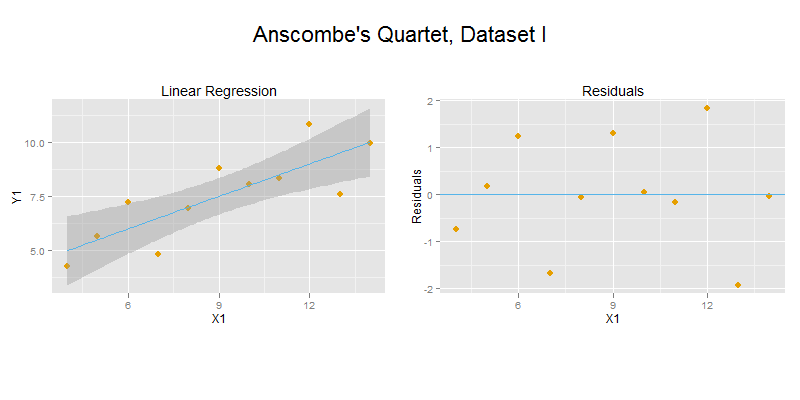 Anscombe's Quartet, Dataset I
Linear Regression
Y1
10.0
7.5
5.0
6 9 12
X1
Residuals
Residuals
2
1
0
-1
-2
6 9 12
X1